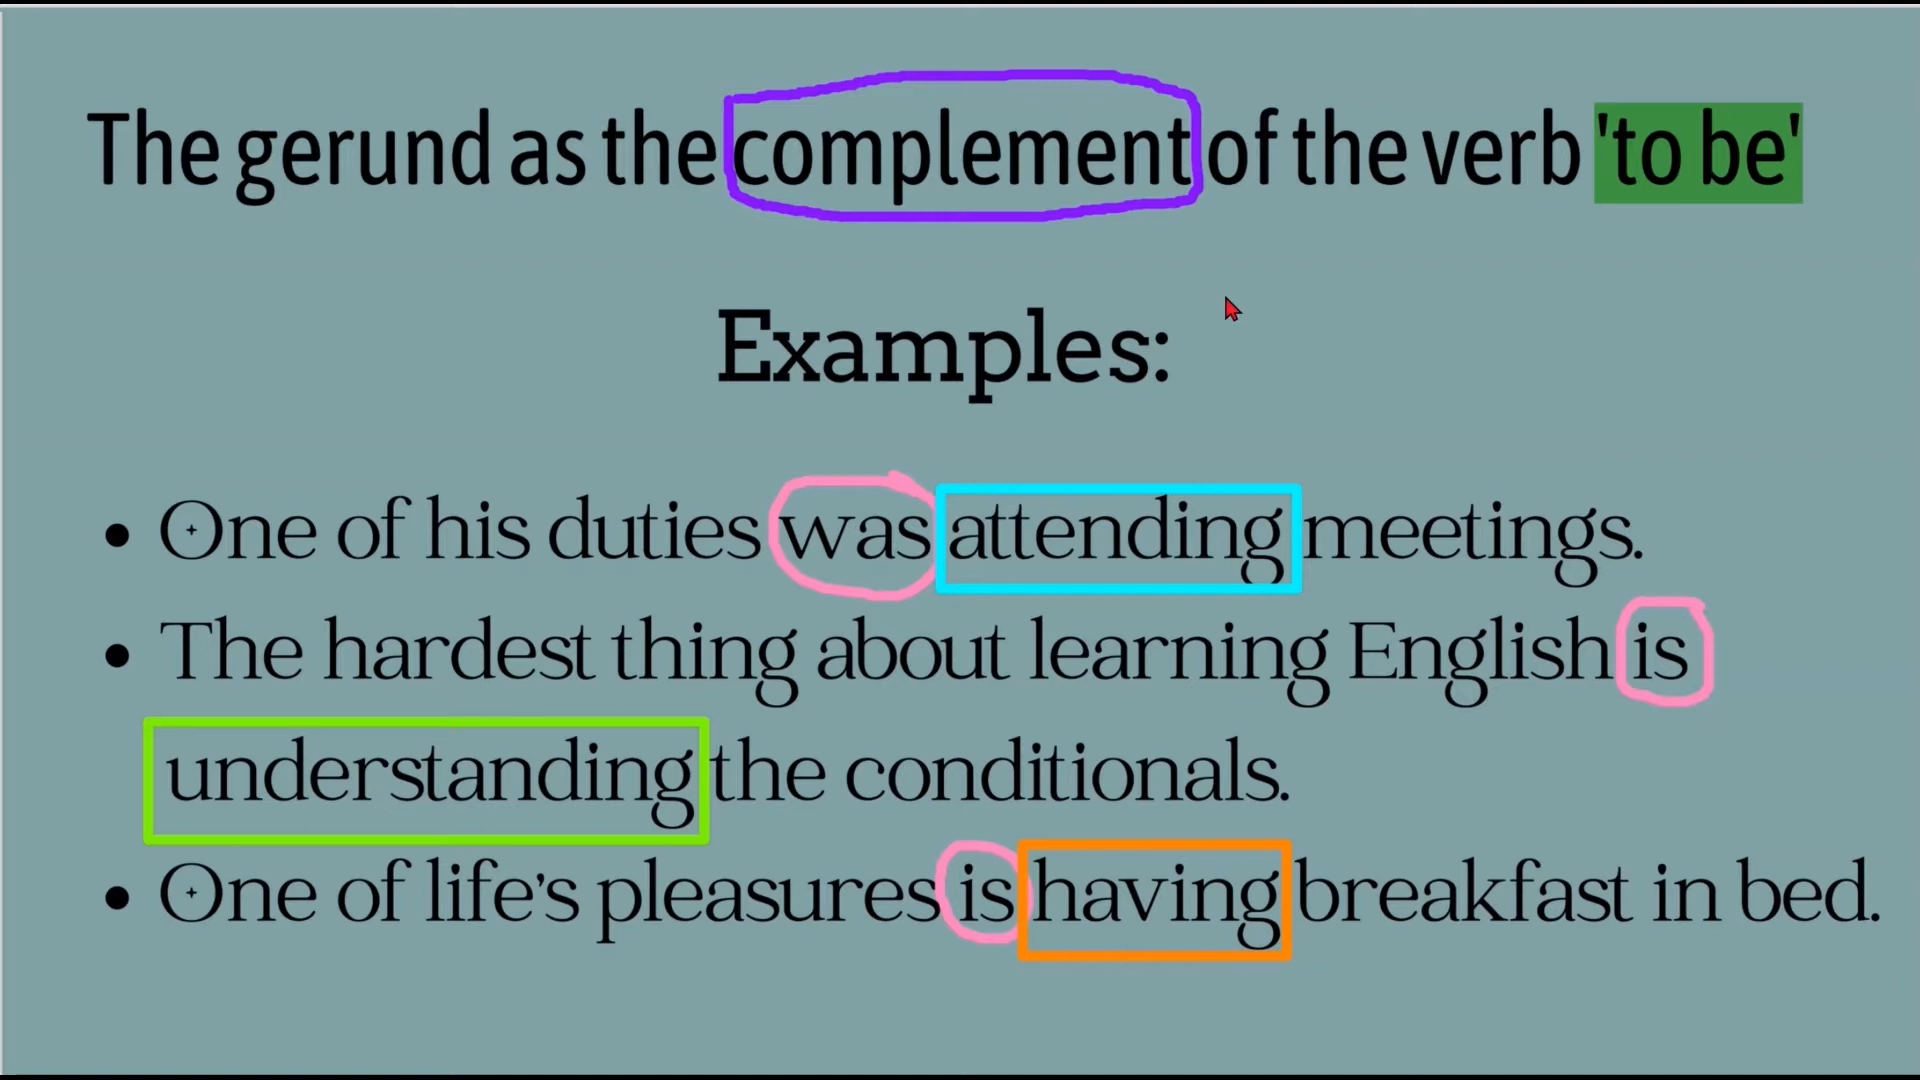 The gerund as the complement of the verb 'to be'
Examples:
• One of his duties was attending meetings.
• The hardest thing about learning English is
understanding the conditionals.
• One of life's pleasures is having breakfast in bed.